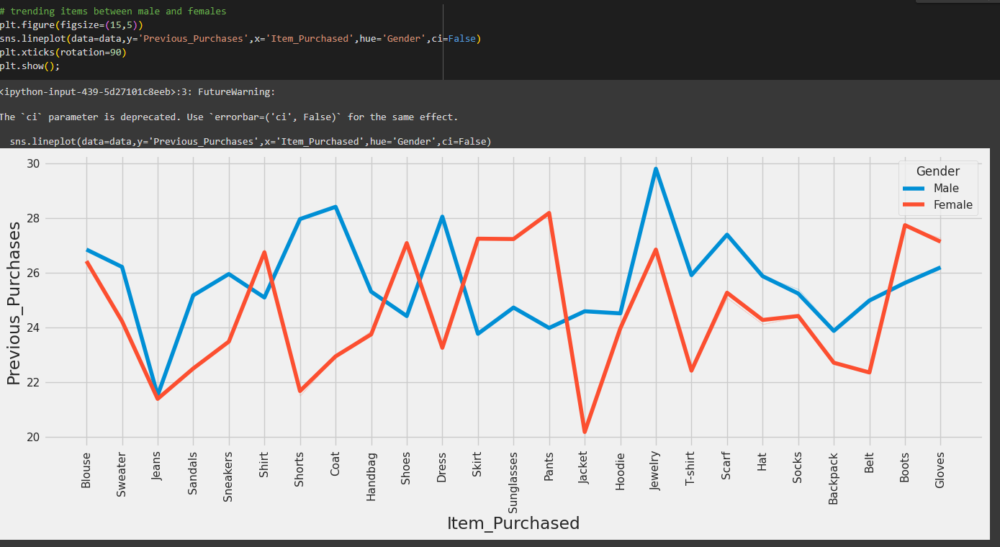 # trending items between male and females
plt.figure(figsize=(15,5))
sns.lineplot(data=data,y='Previous_Purchases',x='Item_Purchased',hue='Gender',ci=False)
plt.xticks(rotation=90)
plt.show();
<ipython-input-439-5d27101c8eeb>:3: FutureWarning:
The `ci` parameter is deprecated. Use `errorbar=('ci', False)` for the same effect.
sns.lineplot(data=data,y='Previous_Purchases',x='Item_Purchased',hue='Gender',ci=False)
Gender
Male
Female
Previous_Purchases
30
28
26
24
22
20
Blouse
Sweater
Jeans
Sandals
Sneakers
Shirt
Shorts
Coat
Handbag
Shoes
Dress
Skirt
Sunglasses
Pants
Jacket
Hoodie
Jewelry
T-shirt
Scarf
Hat
Socks
Backpack
Belt
Boots
Gloves
Item_Purchased